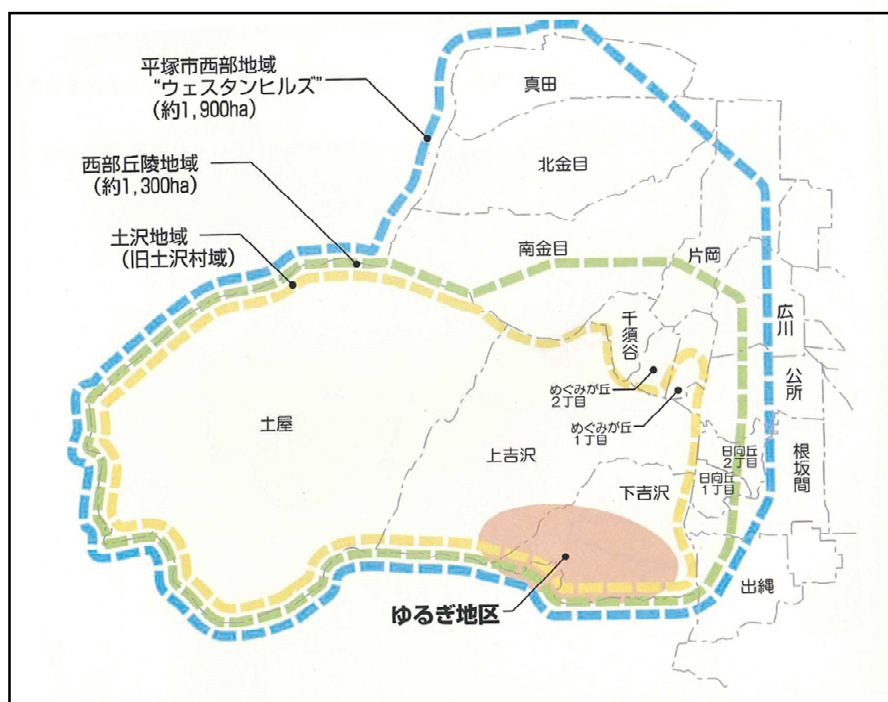 平塚市西部地域
“ウェスタンヒルズ”
（約1,900ha）
真田
西部丘陵地域
（約1,300ha）
北金目
土沢地域
（旧土沢村域）
南金目
片岡
千須谷
広川
めぐみが丘
2丁目
公所
めぐみが丘
1丁目
土屋
上吉沢
日向丘
2丁目
根坂間
下吉沢
日向丘
1丁目
出縄
ゆるぎ地区